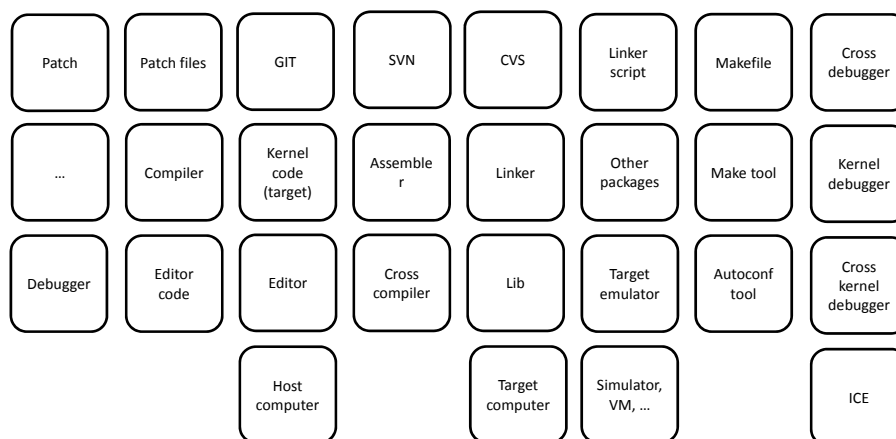 Patch
Patch files
GIT
SVN
CVS
Linker
script
Makefile
Cross
debugger
...
Compiler
Kernel
code
(target)
Assemble
r
Linker
Other
packages
Make tool
Kernel
debugger
Debugger
Editor
code
Editor
Cross
compiler
Lib
Target
emulator
Autoconf
tool
Cross
kernel
debugger
Host
computer
Target
computer
Simulator,
VM, ...
ICE